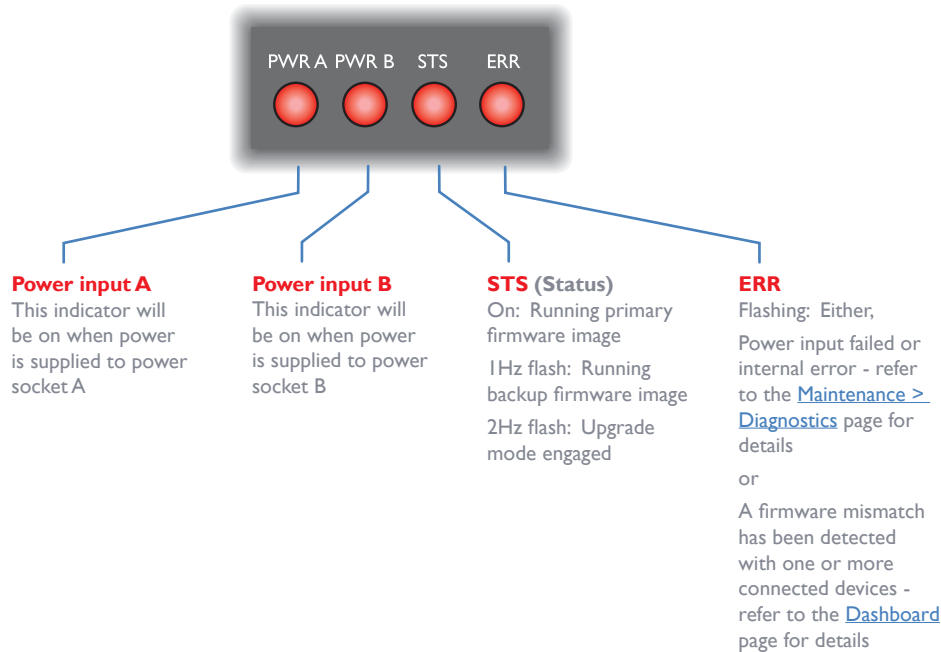 PWR A PWR B STS ERR
Power input A
This indicator will
be on when power
is supplied to power
socket A
Power input B
This indicator will
be on when power
is supplied to power
socket B
STS (Status)
On: Running primary
firmware image
1Hz flash: Running
backup firmware image
2Hz flash: Upgrade
mode engaged
ERR
Flashing: Either,
Power input failed or
internal error - refer
to the Maintenance >
Diagnostics page for
details
or
A firmware mismatch
has been detected
with one or more
connected devices -
refer to the Dashboard
page for details